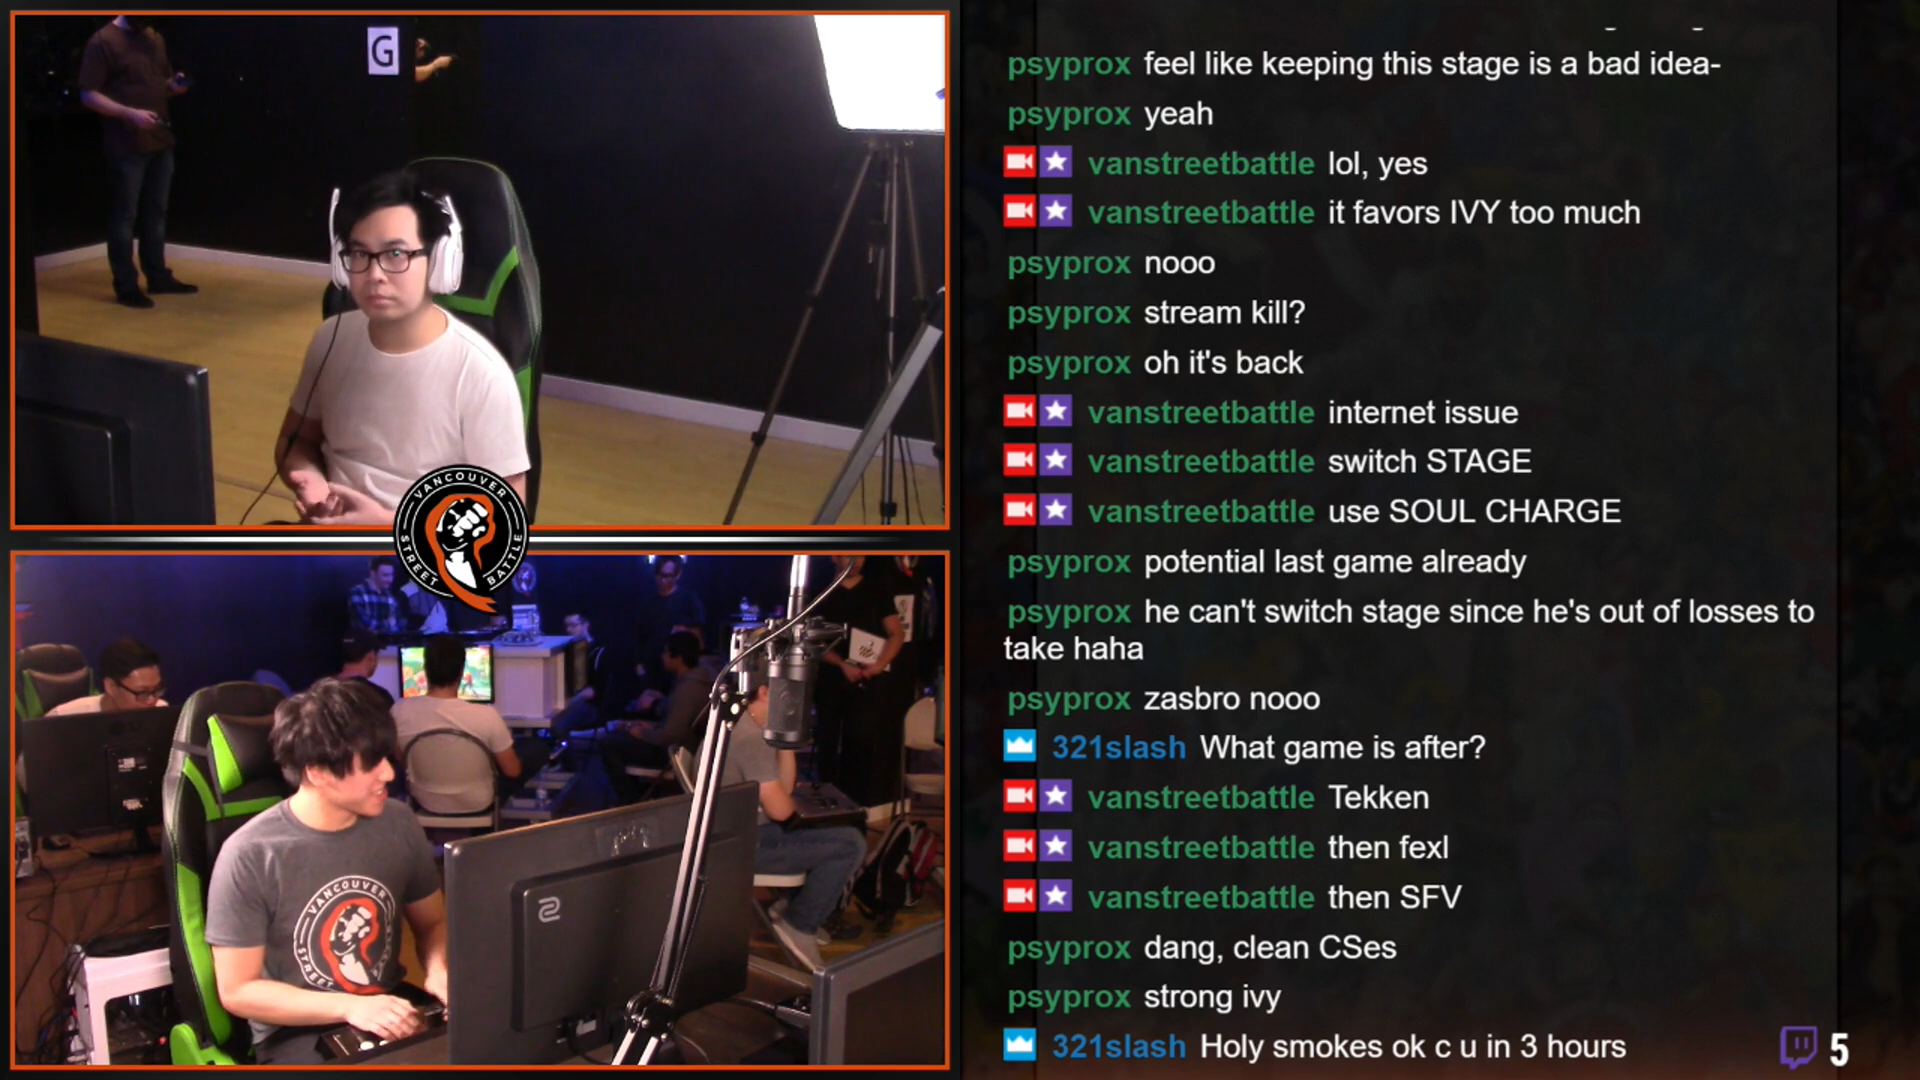 G
VANCOUVER
STREET BATTLE
VANCOUVER
STREET
psyprox feel like keeping this stage is a bad idea-
psyprox yeah
vanstreetbattle lol, yes
vanstreetbattle it favors IVY too much
psyprox nooo
psyprox stream kill?
psyprox oh it's back
vanstreetbattle internet issue
vanstreetbattle switch STAGE
vanstreetbattle use SOUL CHARGE
psyprox potential last game already
psyprox he can't switch stage since he's out of losses to
take haha
psyprox zasbro nooo
321slash What game is after?
vanstreetbattle Tekken
vanstreetbattle then fexl
vanstreetbattle then SFV
psyprox dang, clean CSes
psyprox strong ivy
321slash Holy smokes ok c u in 3 hours
5